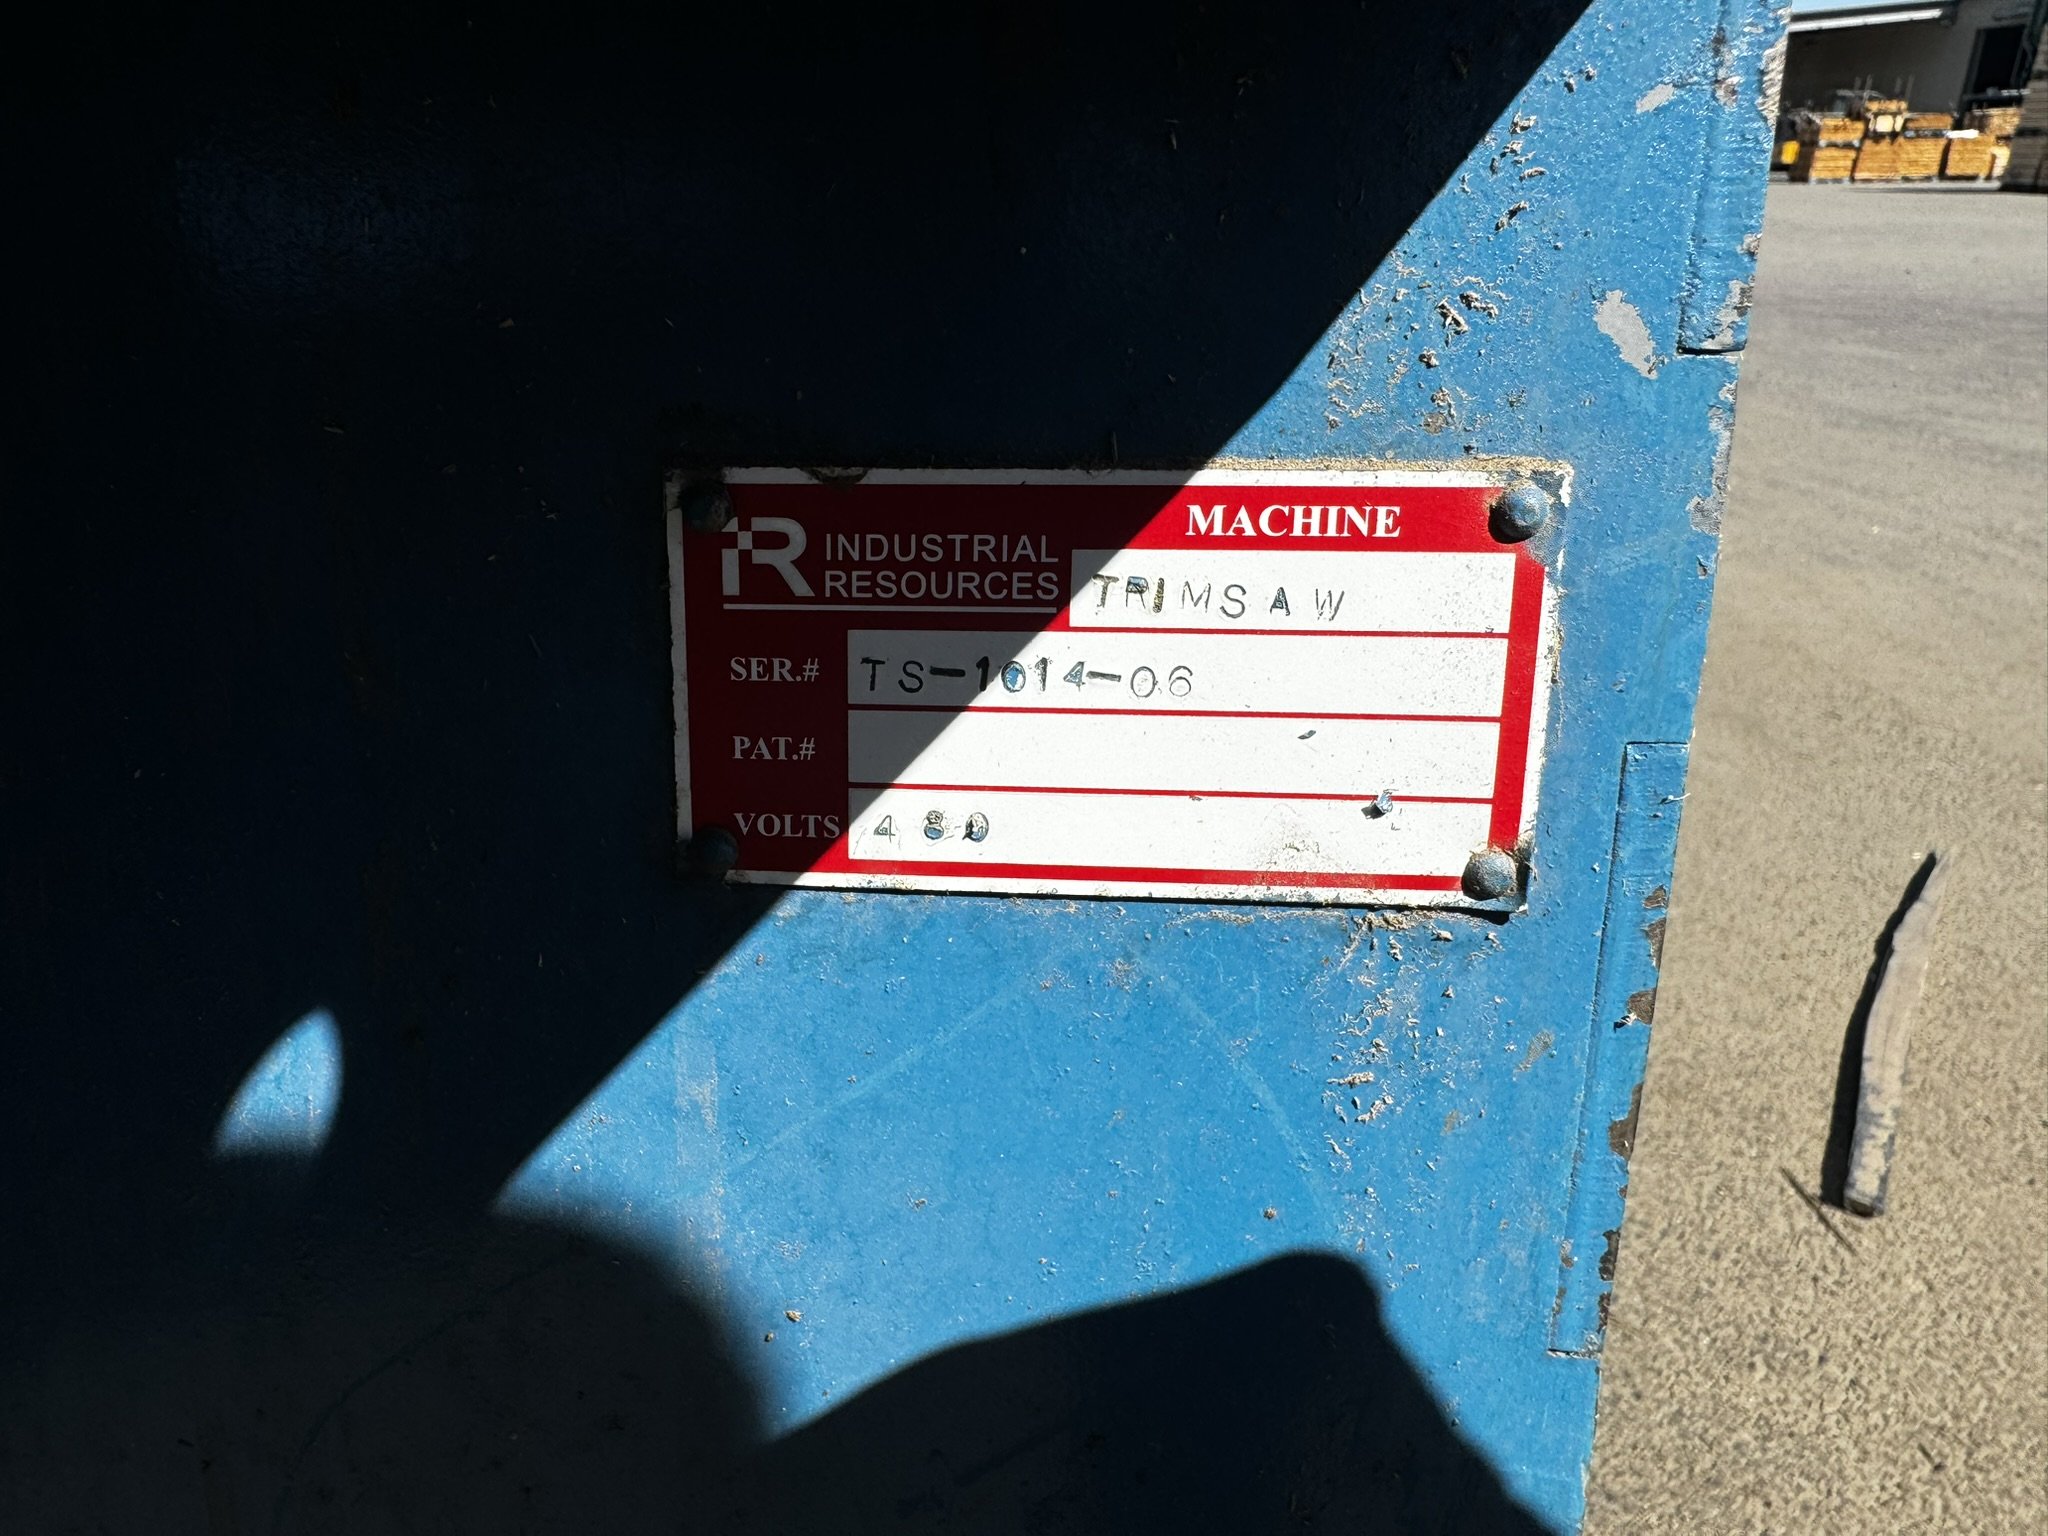 IR INDUSTRIAL RESOURCES
MACHINE
TRIMSAW
SER.# TS-1014-06
PAT.#
VOLTS 480